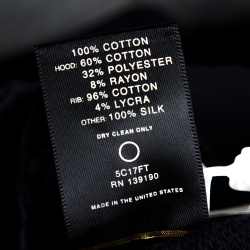 100% COTTON
HOOD: 60% COTTON
32% POLYESTER
8% RAYON
RIB: 96% COTTON
4% LYCRA
OTHER: 100% SILK
DRY CLEAN ONLY
5C17FT
RN 139190
MADE IN THE UNITED STATES